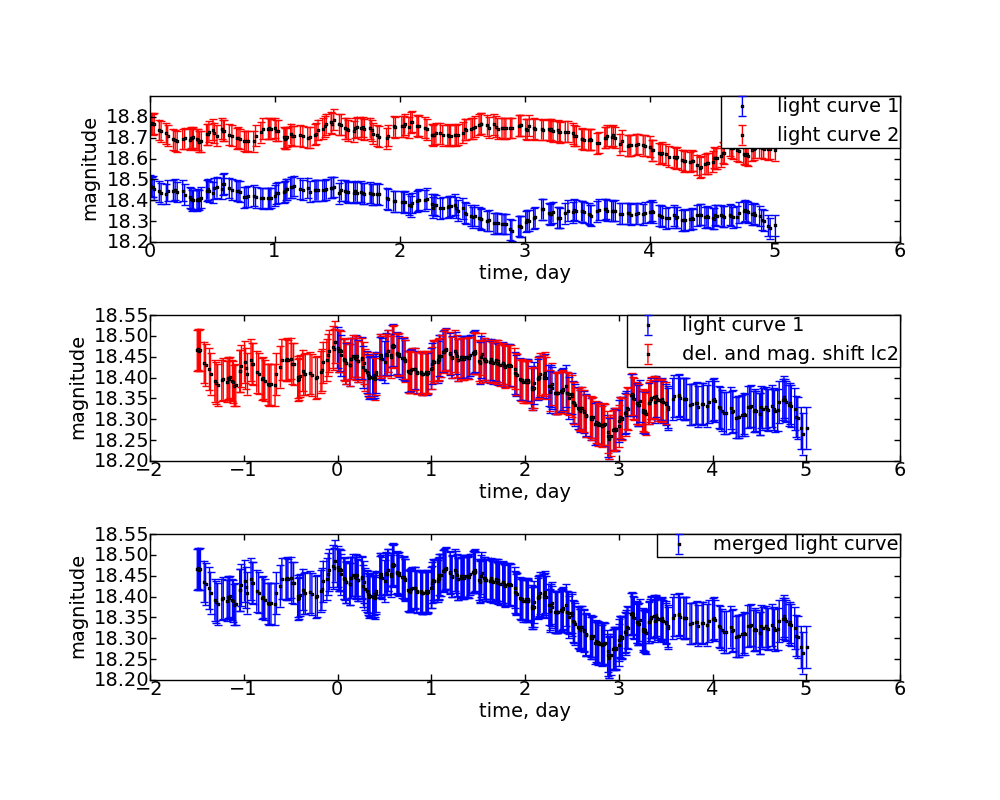 18.8
18.7
18.6
18.5
18.4
18.3
18.2
magnitude
light curve 1
light curve 2
0 1 2 3 4 5 6
time, day
18.55
18.50
18.45
18.40
18.35
18.30
18.25
18.20
magnitude
light curve 1
del. and mag. shift lc2
−2 −1 0 1 2 3 4 5 6
time, day
18.55
18.50
18.45
18.40
18.35
18.30
18.25
18.20
magnitude
merged light curve
−2 −1 0 1 2 3 4 5 6
time, day